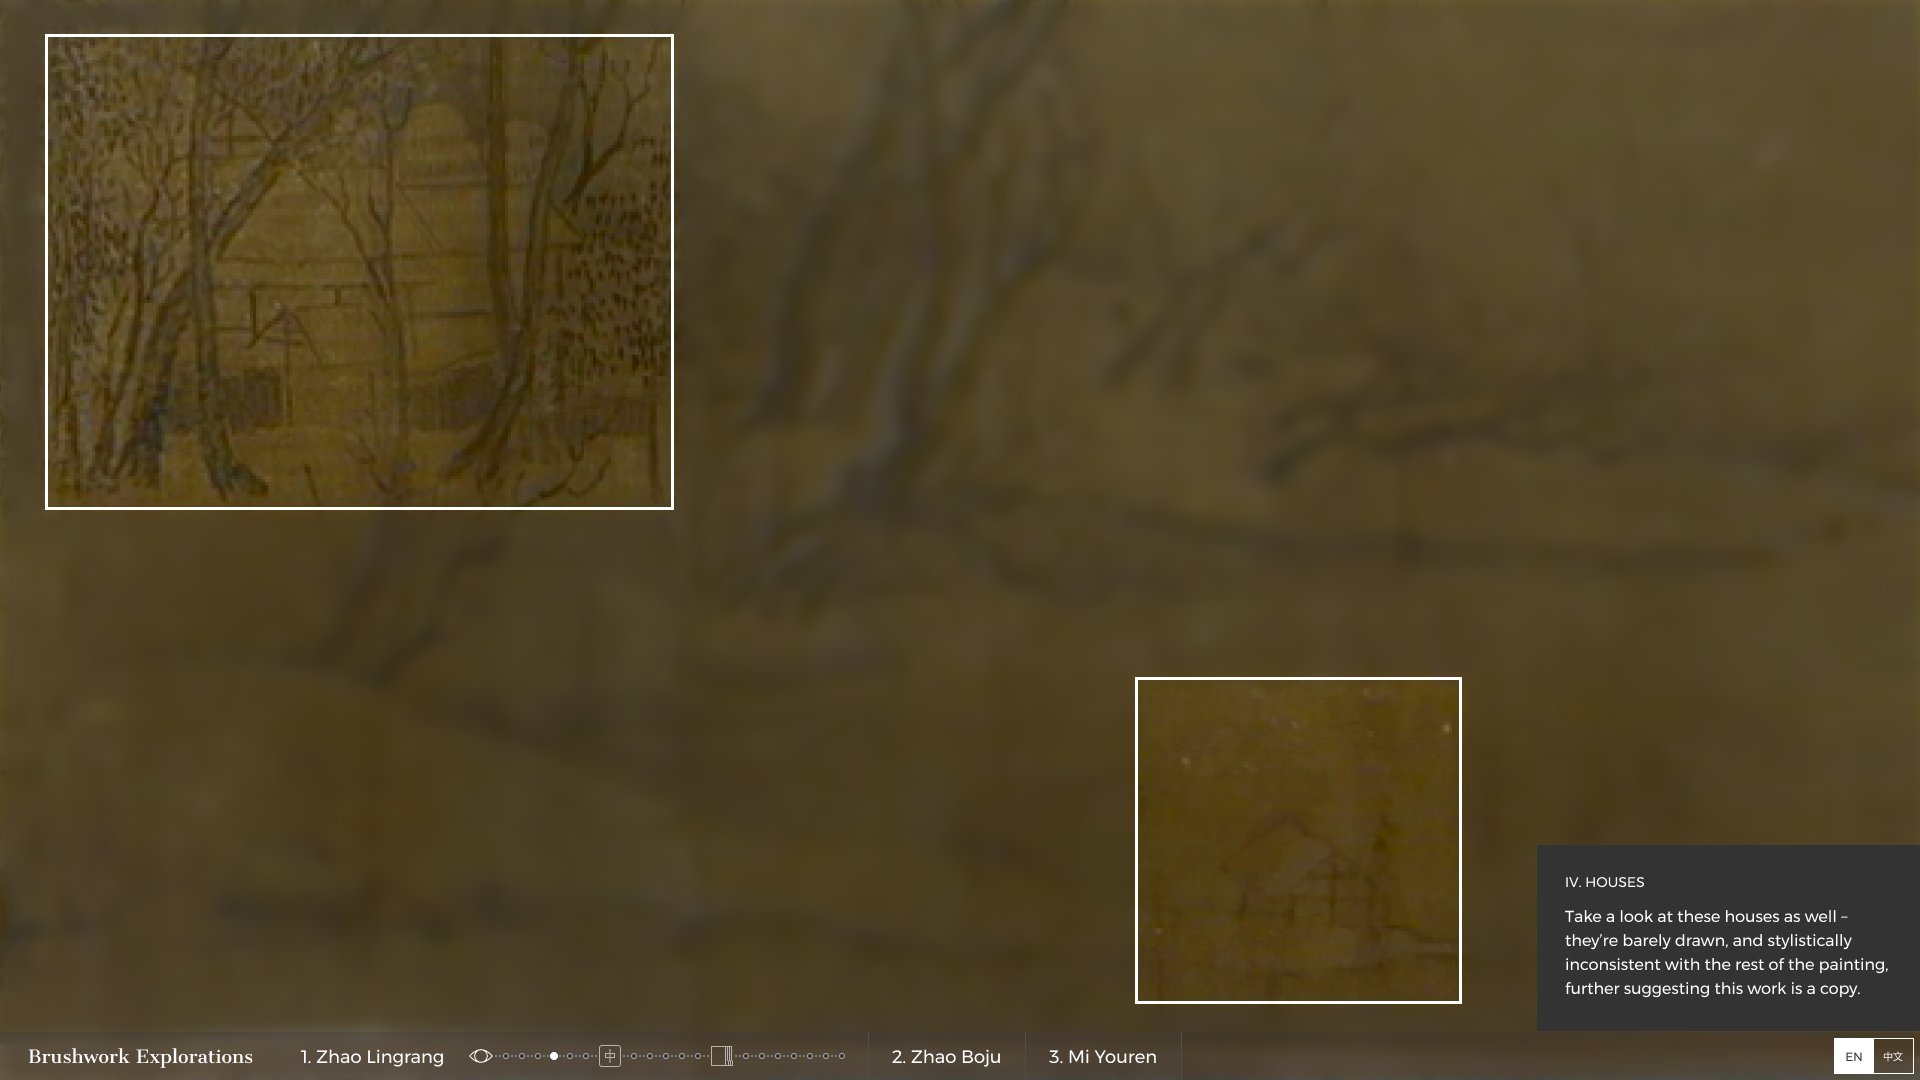 IV. HOUSES
Take a look at these houses as well –
they're barely drawn, and stylistically
inconsistent with the rest of the painting,
further suggesting this work is a copy.
Brushwork Explorations
1. Zhao Lingrang
中
2. Zhao Boju
3. Mi Youren
EN
中文